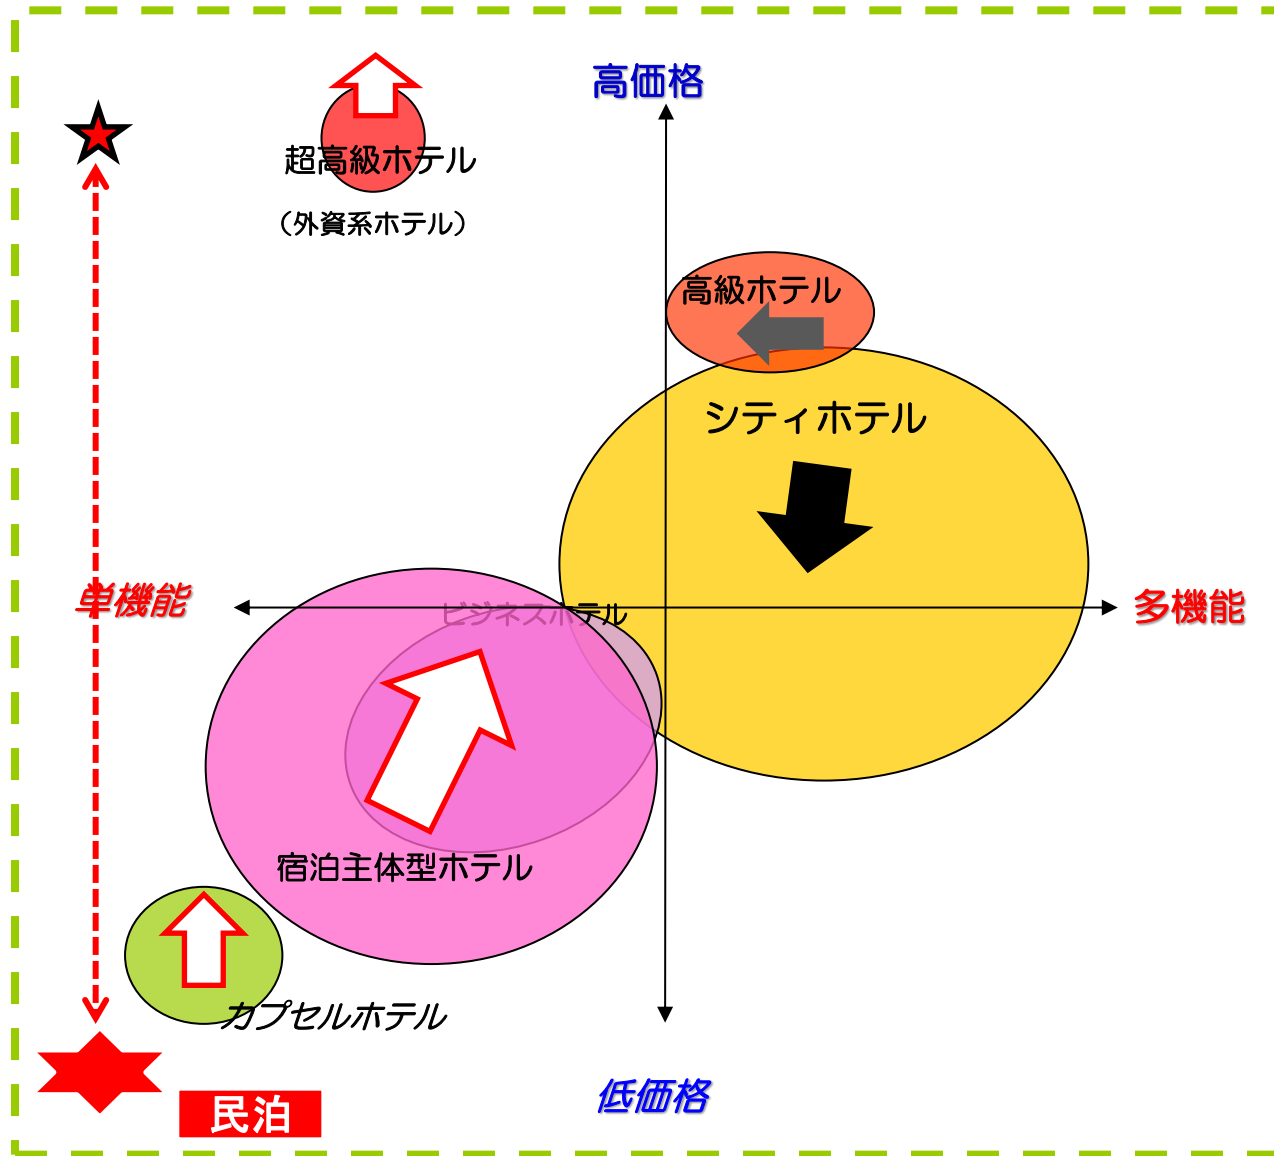 高価格
超高級ホテル
（外資系ホテル）
高級ホテル
シティホテル
単機能
ビジネスホテル
多機能
宿泊主体型ホテル
カプセルホテル
低価格
民泊